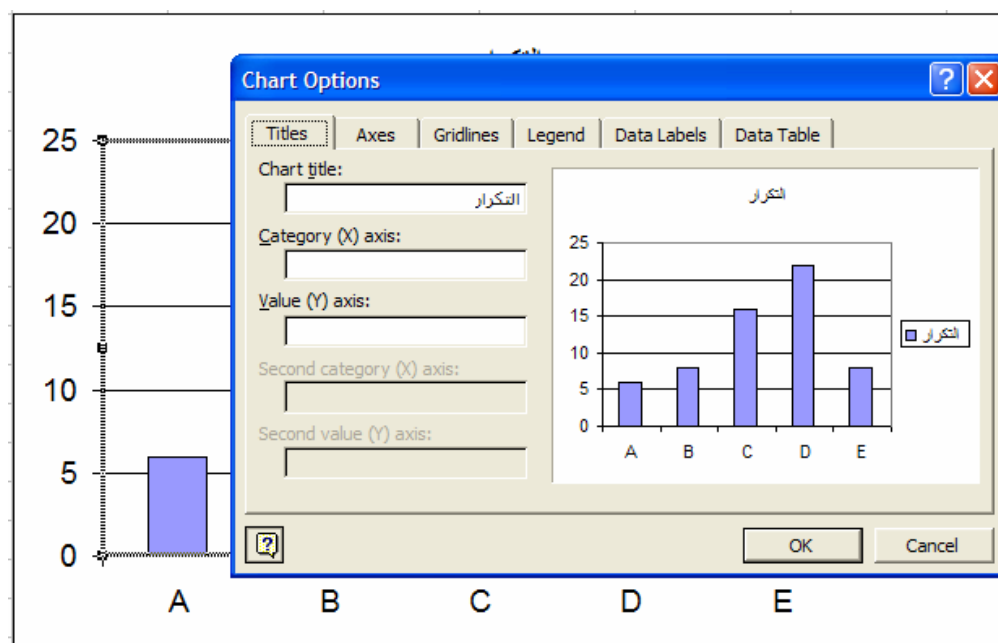 التكرار
Chart Options
Titles Axes Gridlines Legend Data Labels Data Table
Chart title:
التكرار
Category (X) axis:
Value (Y) axis:
Second category (X) axis:
Second value (Y) axis:
التكرار
25
20
15
10
5
0
A B C D E
التكرار
OK Cancel
25
20
15
10
5
0
A B C D E